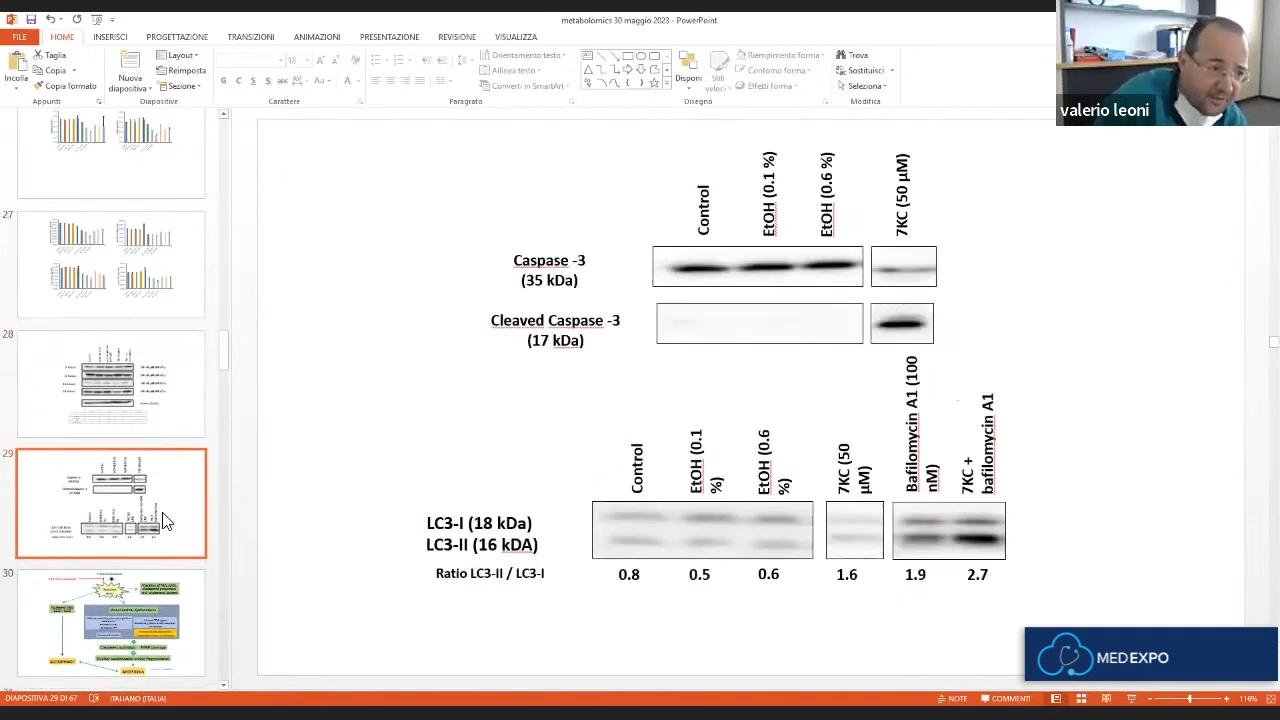 metabolomics 30 maggio 2023 - PowerPoint
FILE HOME INSERISCI PROGETTAZIONE TRANSIZIONI ANIMAZIONI PRESENTAZIONE REVISIONE VISUALIZZA
Incolla
Taglia
Copia
Copia formato
Appunti
Nuova diapositiva
Layout
Reimposta
Sezione
Diapositive
18
G C S S abc AV Aa A
Carattere
Orientamento testo
Allinea testo
Converti in SmartArt
Paragrafo
Disponi
Stili veloci
Riempimento forma
Contorno forma
Effetti forma
Disegno
Trova
Sostituisci
Seleziona
Modifica
valerio leoni
27
28
29
30
AUTOPHAGY
Control
EtOH (0.1 %)
EtOH (0.6 %)
7KC (50 µM)
Caspase -3
(35 kDa)
Cleaved Caspase -3
(17 kDa)
Control
EtOH (0.1 %)
EtOH (0.6 %)
7KC (50 µM)
Bafilomycin A1 (100 nM)
7KC + bafilomycin A1
LC3-I (18 kDa)
LC3-II (16 kDA)
Ratio LC3-II / LC3-I 0.8 0.5 0.6 1.6 1.9 2.7
MEDEXPO
DIAPOSITIVA 29 DI 67 ITALIANO (ITALIA) NOTE COMMENTI 116%